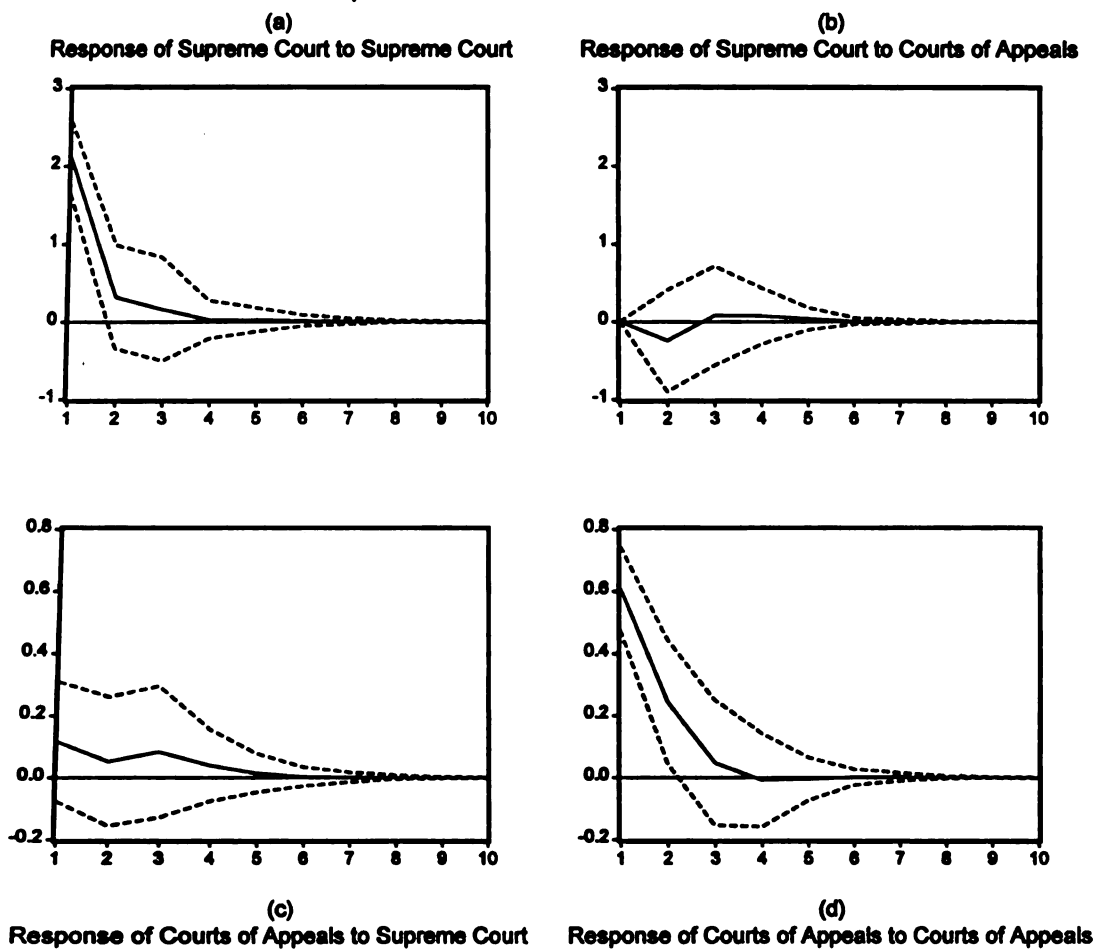 (a)
Response of Supreme Court to Supreme Court
3
2
1
0
-1
1 2 3 4 5 6 7 8 9 10
(b)
Response of Supreme Court to Courts of Appeals
3
2
1
0
-1
1 2 3 4 5 6 7 8 9 10
0.8
0.6
0.4
0.2
0.0
-0.2
1 2 3 4 5 6 7 8 9 10
(c)
Response of Courts of Appeals to Supreme Court
0.8
0.6
0.4
0.2
0.0
-0.2
1 2 3 4 5 6 7 8 9 10
(d)
Response of Courts of Appeals to Courts of Appeals